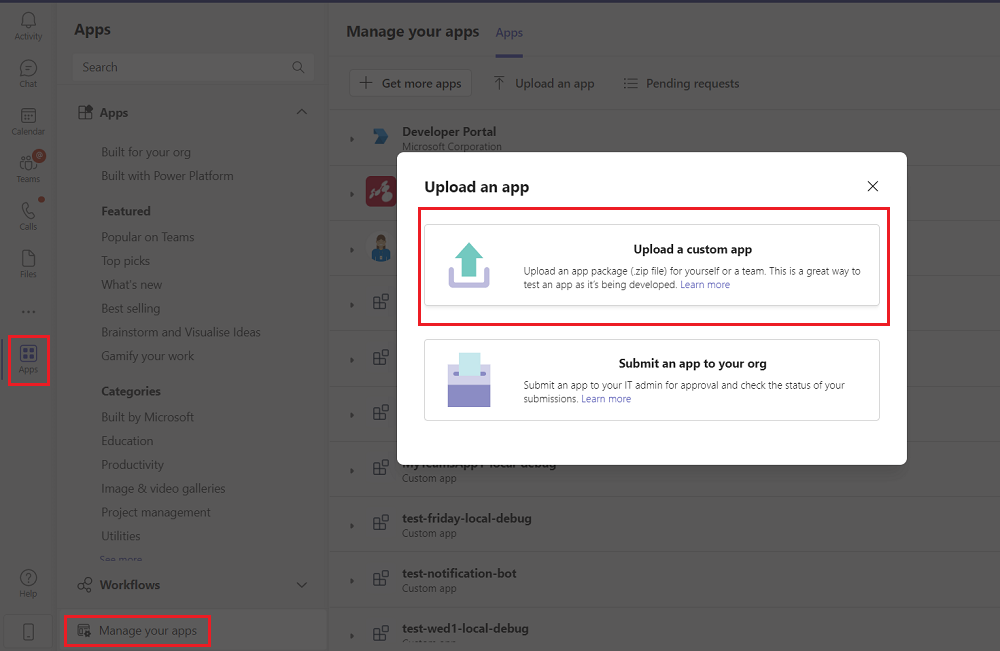 Activity
Chat
Calendar
Teams
Calls
Files
Apps
Help
Apps
Search
Apps
Built for your org
Built with Power Platform
Featured
Popular on Teams
Top picks
What's new
Best selling
Brainstorm and Visualise Ideas
Gamify your work
Categories
Built by Microsoft
Education
Productivity
Image & video galleries
Project management
Utilities
See more
Workflows
Manage your apps
Manage your apps Apps
Get more apps Upload an app Pending requests
Developer Portal
Microsoft Corporation
Upload an app
Upload a custom app
Upload an app package (.zip file) for yourself or a team. This is a great way to
test an app as it's being developed. Learn more
Submit an app to your org
Submit an app to your IT admin for approval and check the status of your
submissions. Learn more
MyTeamsApp1-local-debug
Custom app
test-friday-local-debug
Custom app
test-notification-bot
Custom app
test-wed1-local-debug
Custom app